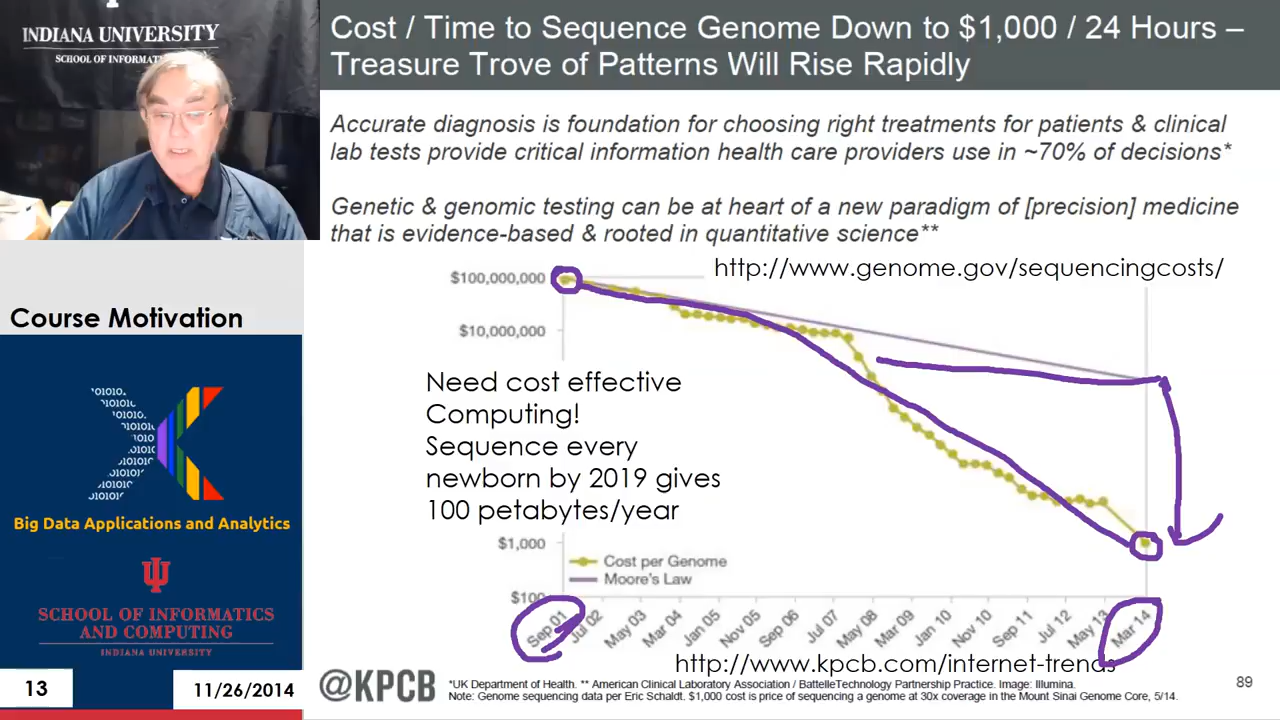 INDIANA UNIVERSITY
SCHOOL OF INFORMAT
Cost / Time to Sequence Genome Down to $1,000 / 24 Hours –
Treasure Trove of Patterns Will Rise Rapidly
Accurate diagnosis is foundation for choosing right treatments for patients & clinical
lab tests provide critical information health care providers use in ~70% of decisions*
Genetic & genomic testing can be at heart of a new paradigm of [precision] medicine
that is evidence-based & rooted in quantitative science**
http://www.genome.gov/sequencingcosts/
$100,000,000
$10,000,000
Need cost effective
Computing!
Sequence every
newborn by 2019 gives
100 petabytes/year
$1,000
Cost per Genome
Moore's Law
$100
Sep 01
Jul 02
May 03
Mar 04
Jan 05
Nov 05
Sep 06
Jul 07
May 08
Mar 09
Jan 10
Nov 10
Sep 11
Jul 12
May 13
Mar 14
http://www.kpcb.com/internet-trends
Course Motivation
Big Data Applications and Analytics
SCHOOL OF INFORMATICS
AND COMPUTING
INDIANA UNIVERSITY
13
11/26/2014
@KPCB
*UK Department of Health. ** American Clinical Laboratory Association / BattelleTechnology Partnership Practice. Image: Illumina.
Note: Genome sequencing data per Eric Schaldt. $1,000 cost is price of sequencing a genome at 30x coverage in the Mount Sinai Genome Core, 5/14.
89